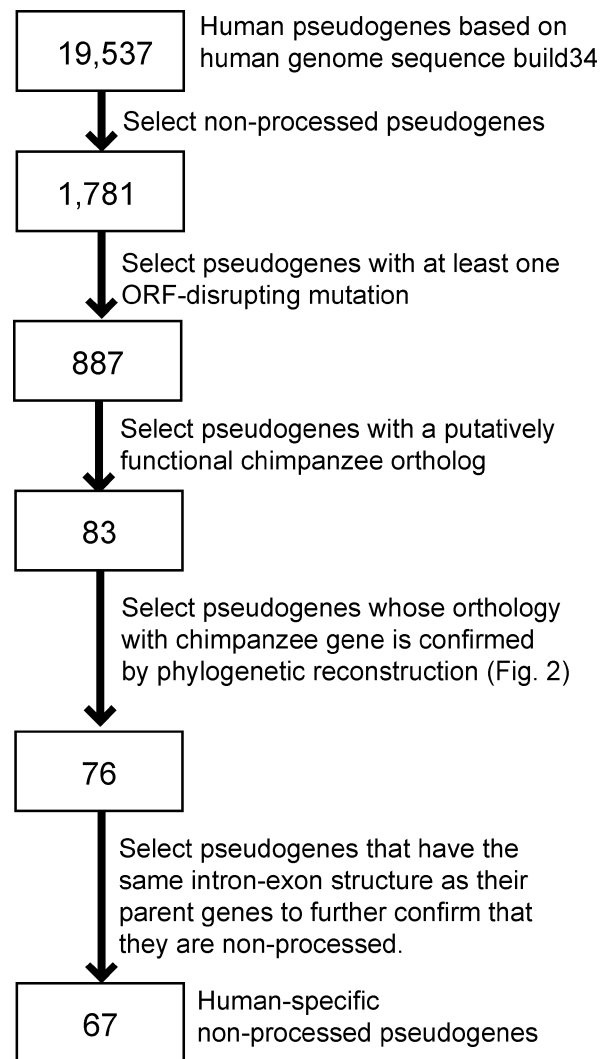 19,537
Human pseudogenes based on
human genome sequence build34
Select non-processed pseudogenes
1,781
Select pseudogenes with at least one
ORF-disrupting mutation
887
Select pseudogenes with a putatively
functional chimpanzee ortholog
83
Select pseudogenes whose orthology
with chimpanzee gene is confirmed
by phylogenetic reconstruction (Fig. 2)
76
Select pseudogenes that have the
same intron-exon structure as their
parent genes to further confirm that
they are non-processed.
67
Human-specific
non-processed pseudogenes